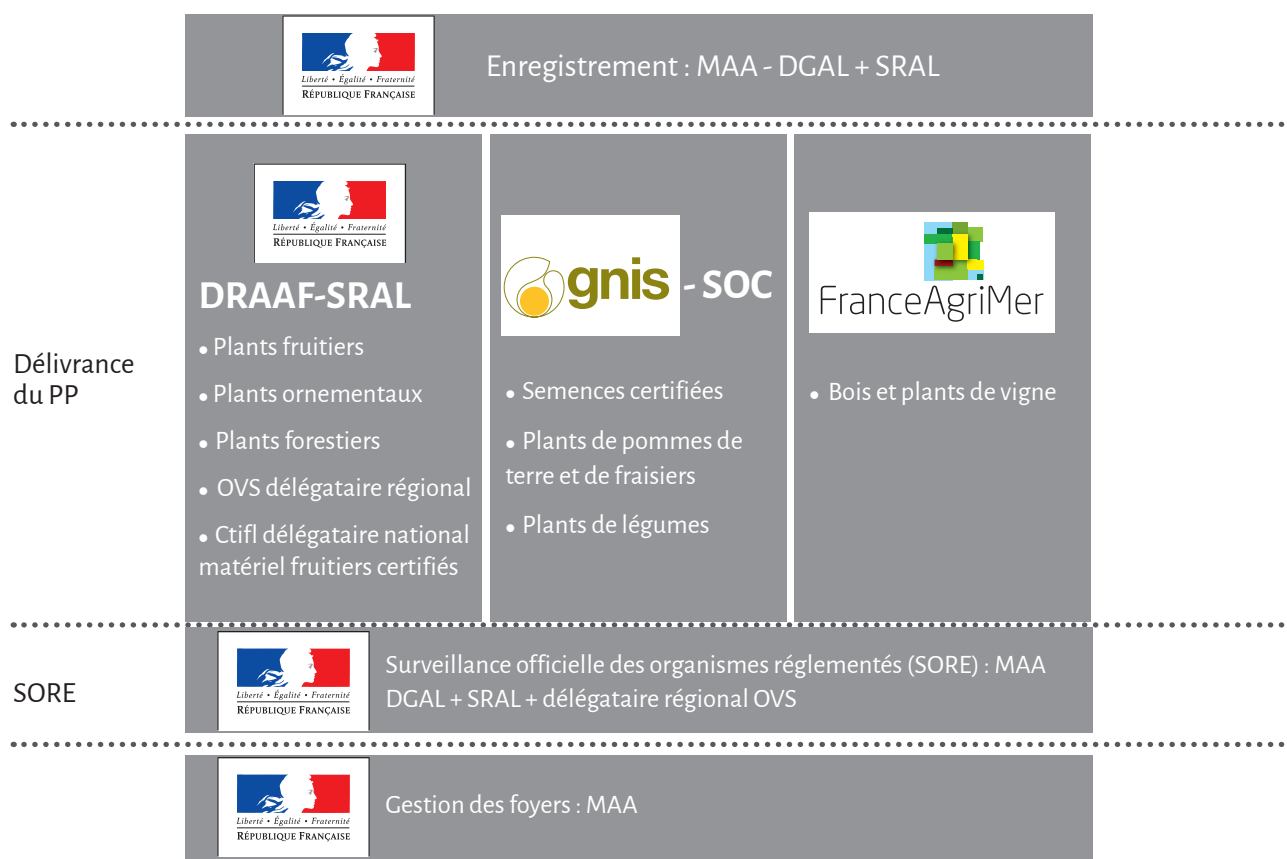 Liberté • Égalité • Fraternité
RÉPUBLIQUE FRANÇAISE
Enregistrement : MAA - DGAL + SRAL
Délivrance
du PP
Liberté • Égalité • Fraternité
RÉPUBLIQUE FRANÇAISE
DRAAF-SRAL
• Plants fruitiers
• Plants ornementaux
• Plants forestiers
• OVS délégataire régional
• Ctifl délégataire national
matériel fruitiers certifiés
gnis - SOC
• Semences certifiées
• Plants de pommes de
terre et de fraisiers
• Plants de légumes
FranceAgriMer
• Bois et plants de vigne
SORE
Liberté • Égalité • Fraternité
RÉPUBLIQUE FRANÇAISE
Surveillance officielle des organismes réglementés (SORE) : MAA
DGAL + SRAL + délégataire régional OVS
Liberté • Égalité • Fraternité
RÉPUBLIQUE FRANÇAISE
Gestion des foyers : MAA